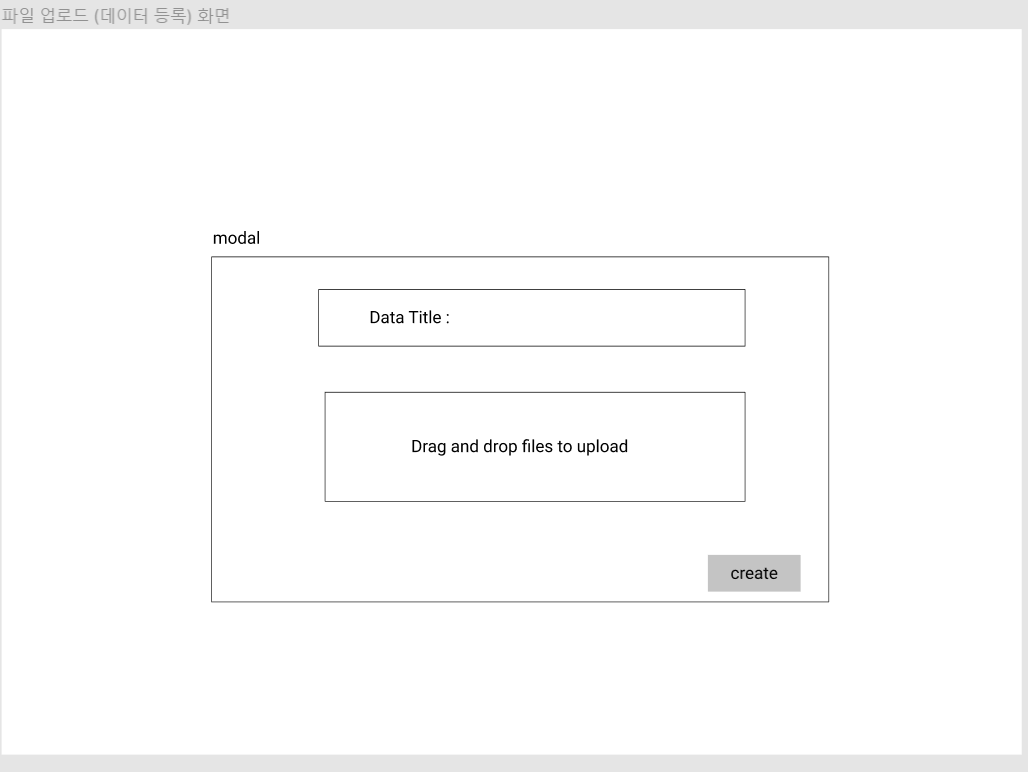 파일 업로드 (데이터 등록) 화면
modal
Data Title :
Drag and drop files to upload
create